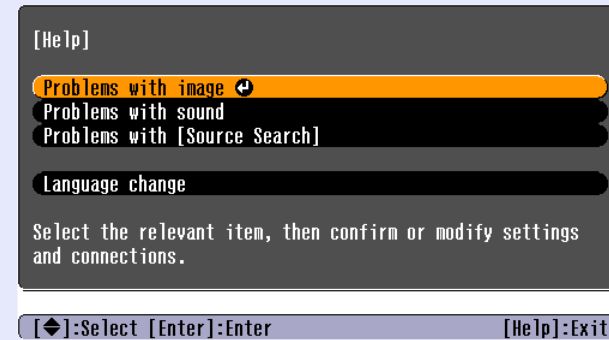 [Help]
Problems with image
Problems with sound
Problems with [Source Search]
Language change
Select the relevant item, then confirm or modify settings
and connections.
[◆]:Select [Enter]:Enter [Help]:Exit